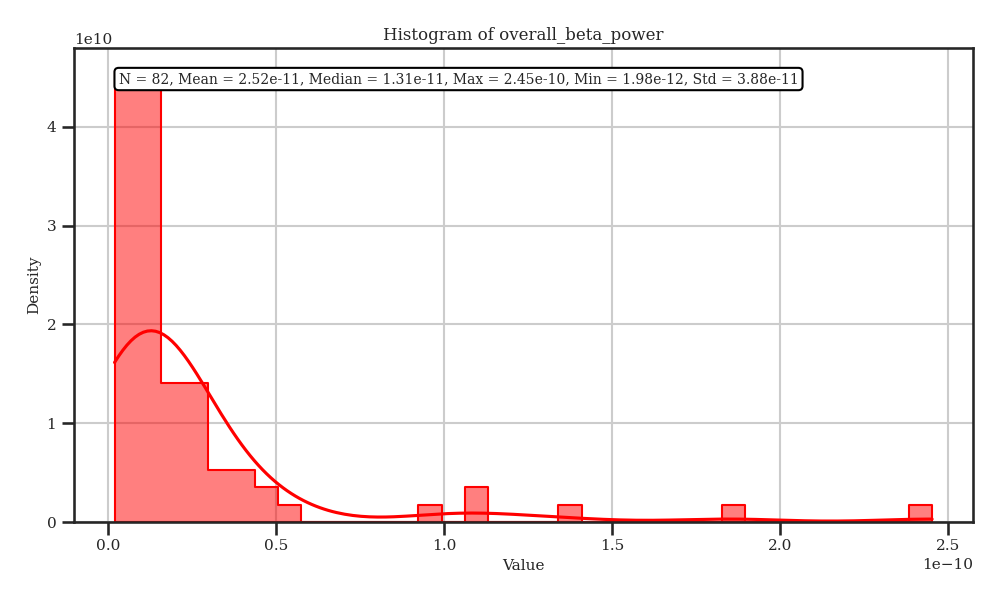 Histogram of overall_beta_power
1e10
N = 82, Mean = 2.52e-11, Median = 1.31e-11, Max = 2.45e-10, Min = 1.98e-12, Std = 3.88e-11
4
3
2
1
0
Density
0.0 0.5 1.0 1.5 2.0 2.5
1e−10
Value